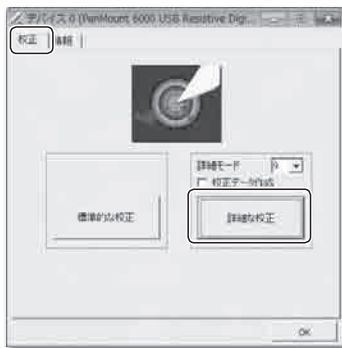 デバイス 0 (PenMount 6000 USB Resistive Digi...
校正 情報
詳細モード 9
校正データ作成
標準的な校正 詳細な校正
OK